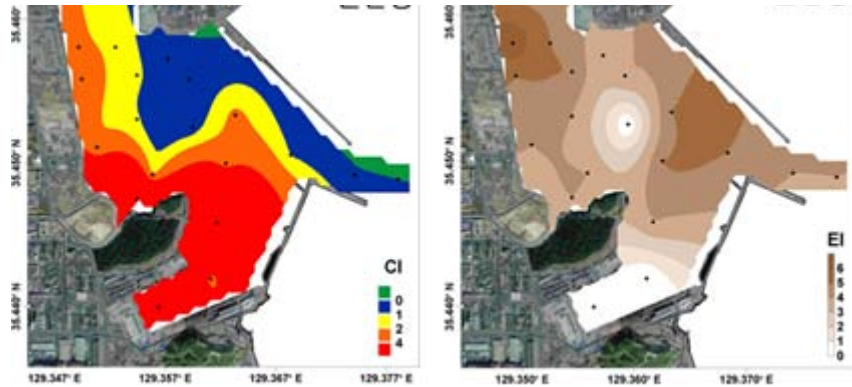 35.460° N
35.450° N
35.440° N
CI
0
1
2
4
129.347° E
129.357° E
129.367° E
129.377° E
35.460° N
35.450° N
35.440° N
EI
6
5
4
3
2
1
0
129.350° E
129.360° E
129.370° E